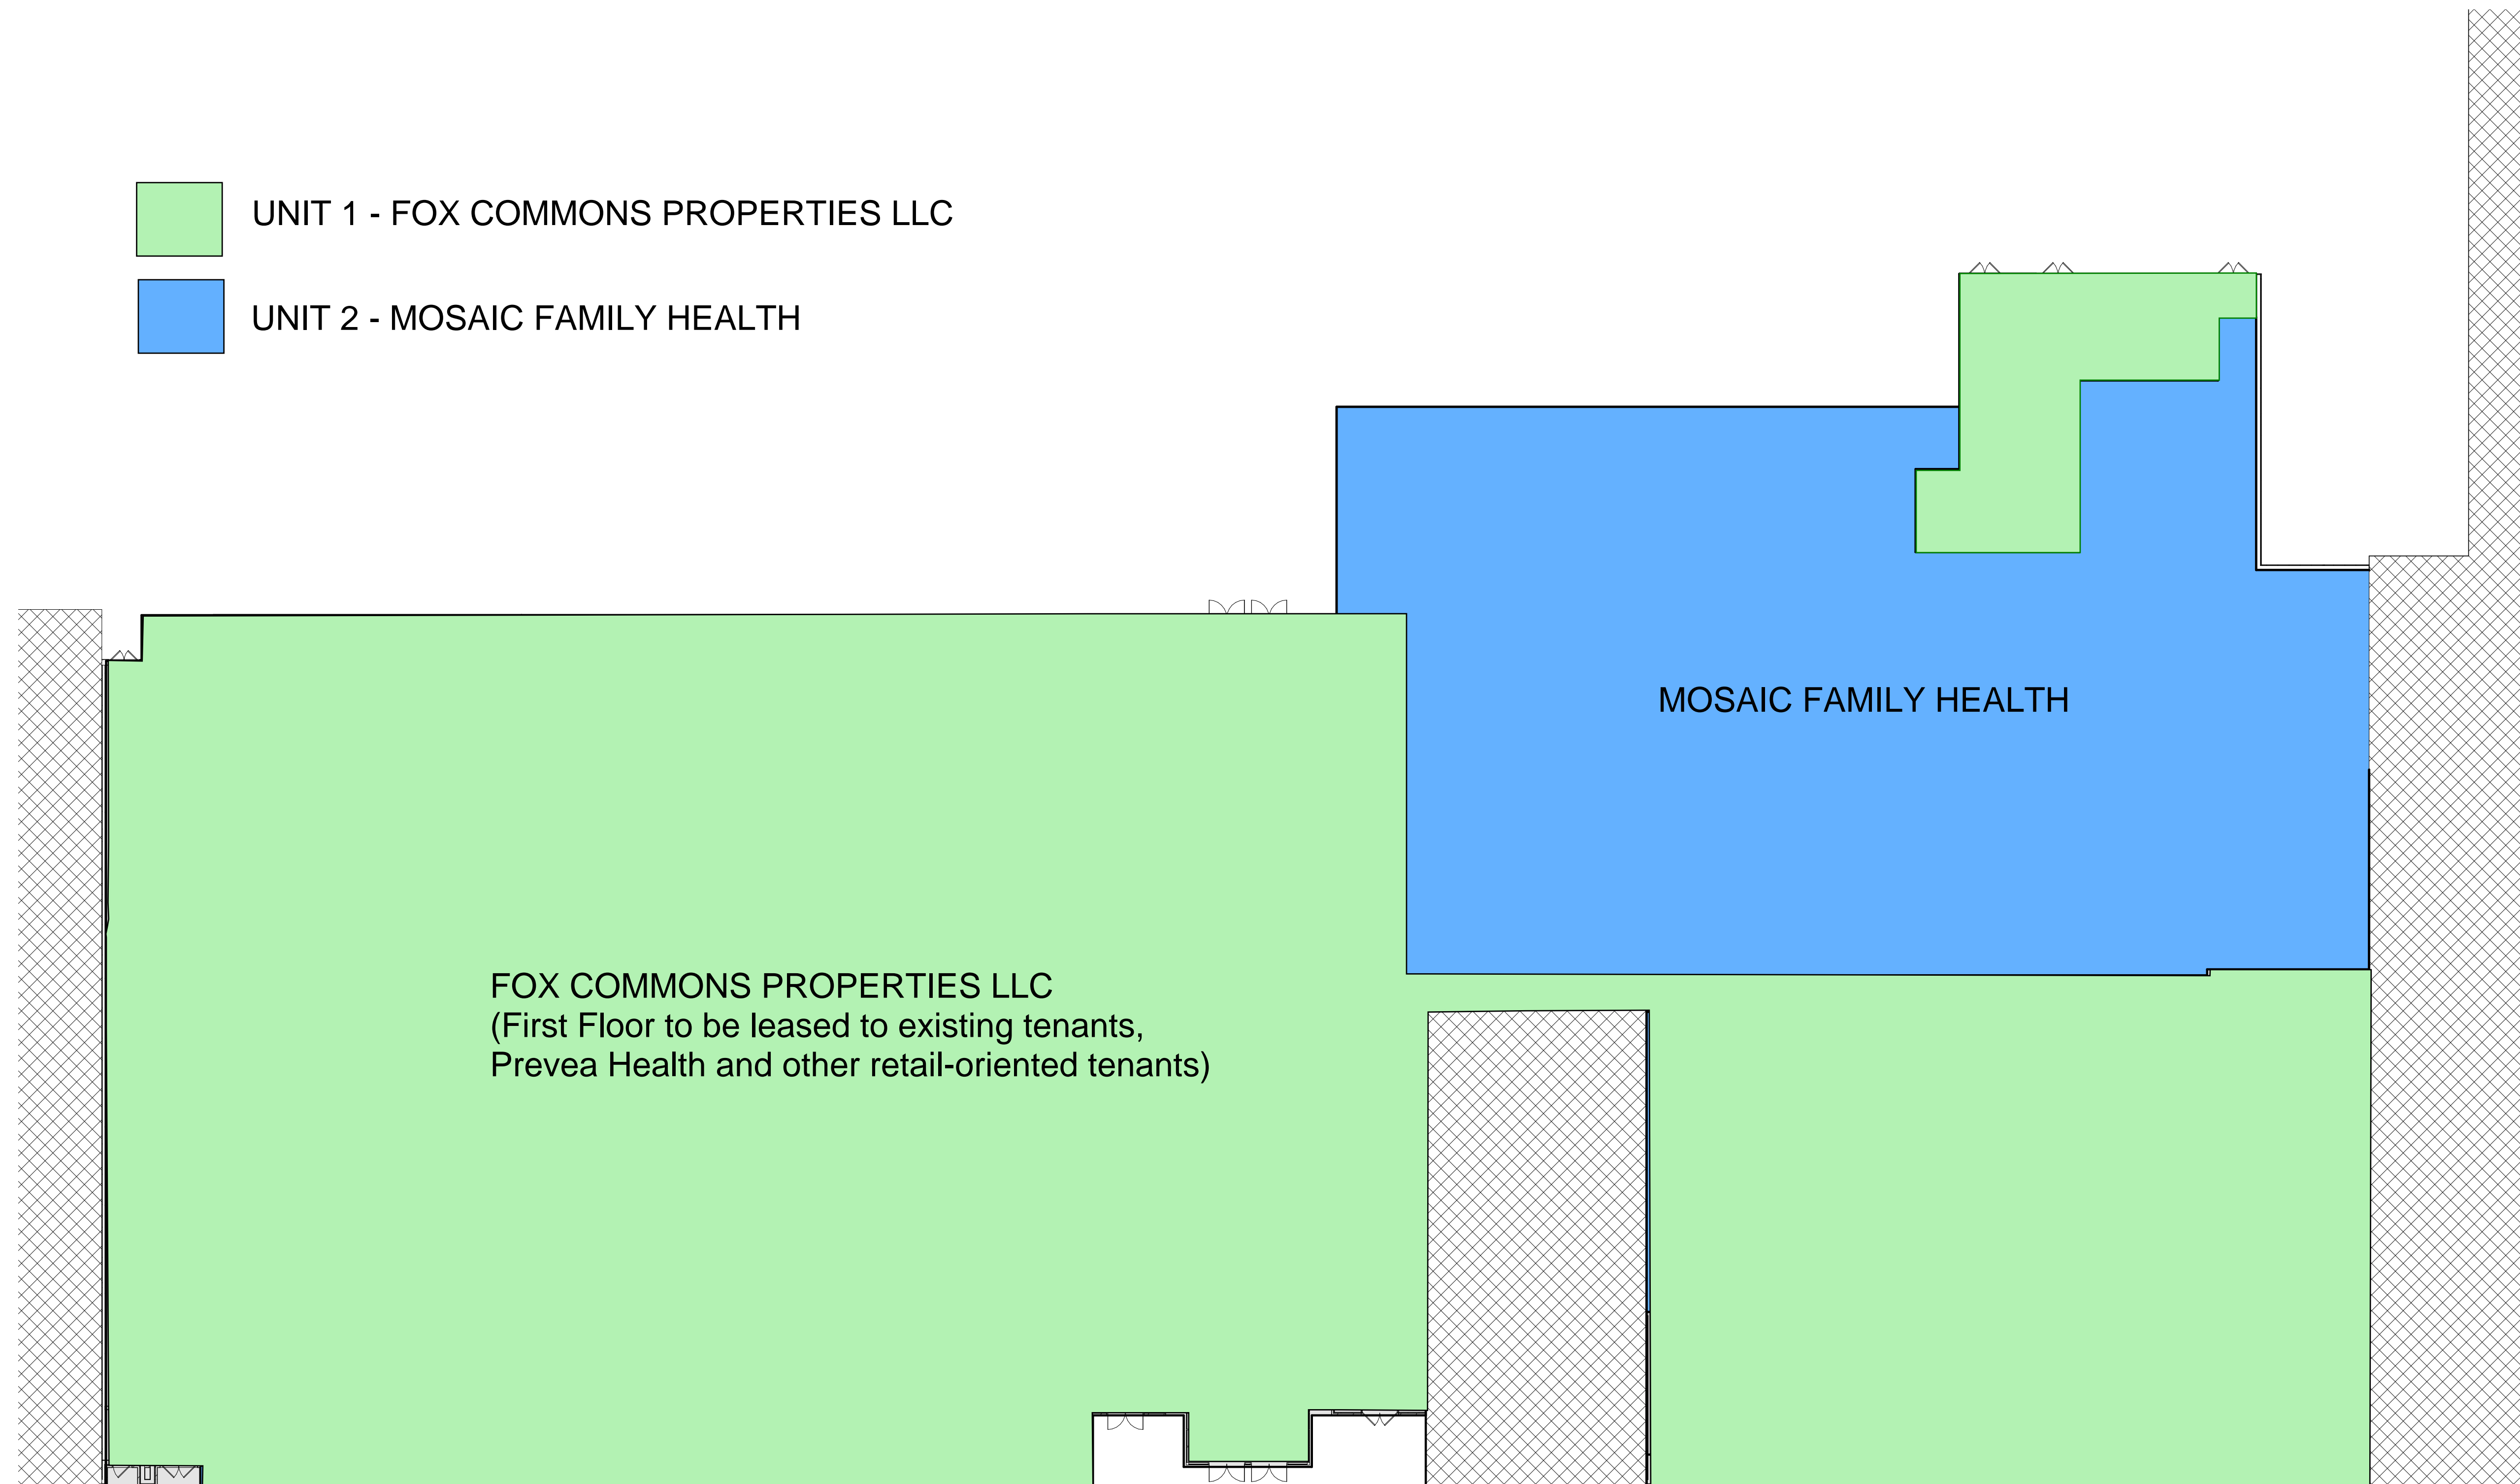 UNIT 1 - FOX COMMONS PROPERTIES LLC
UNIT 2 - MOSAIC FAMILY HEALTH
MOSAIC FAMILY HEALTH
FOX COMMONS PROPERTIES LLC
(First Floor to be leased to existing tenants,
Prevea Health and other retail-oriented tenants)